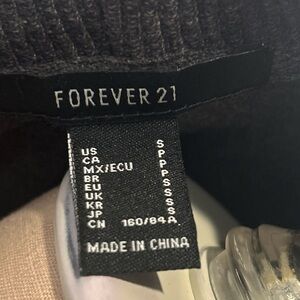 FOREVER 21
US S
CA P
MX/ECU P
BR P
EU S
UK S
KR S
JP S
CN 160/84A
MADE IN CHINA